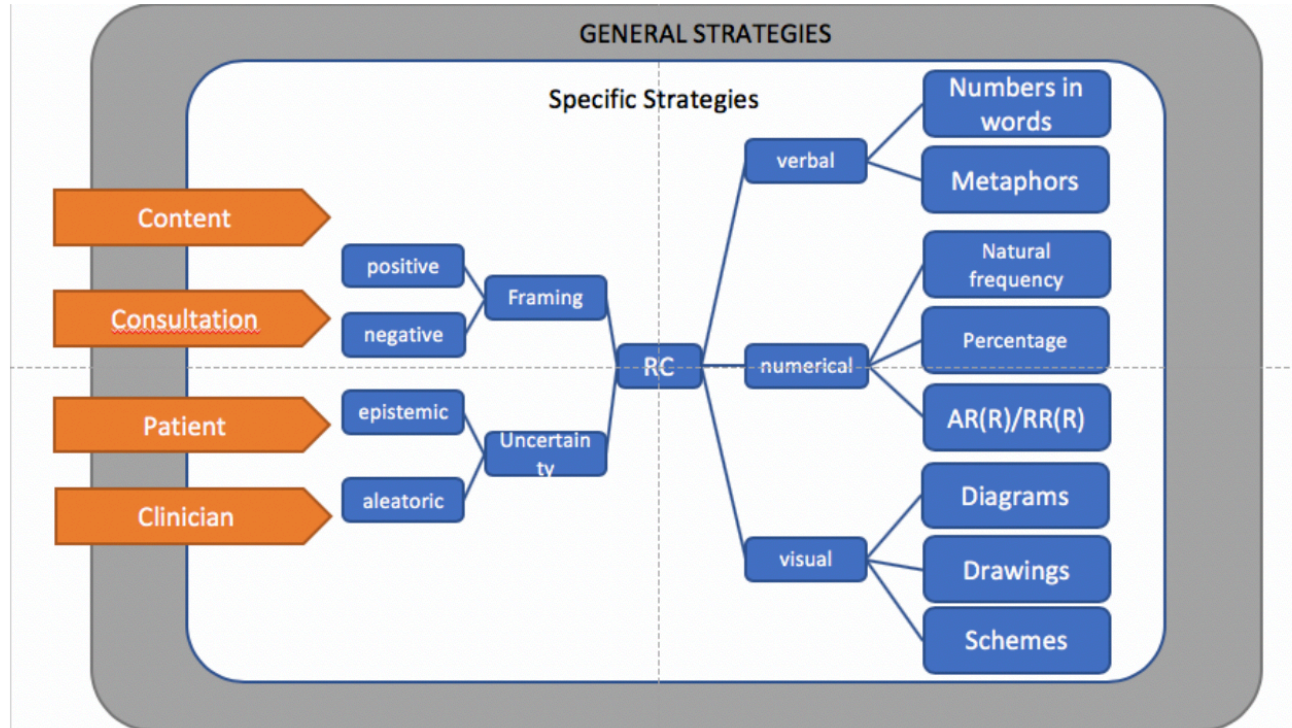 GENERAL STRATEGIES
Specific Strategies
Content
Consultation
Patient
Clinician
positive
negative
epistemic
aleatoric
Framing
Uncertain
ty
RC
verbal
numerical
visual
Numbers in
words
Metaphors
Natural
frequency
Percentage
AR(R)/RR(R)
Diagrams
Drawings
Schemes